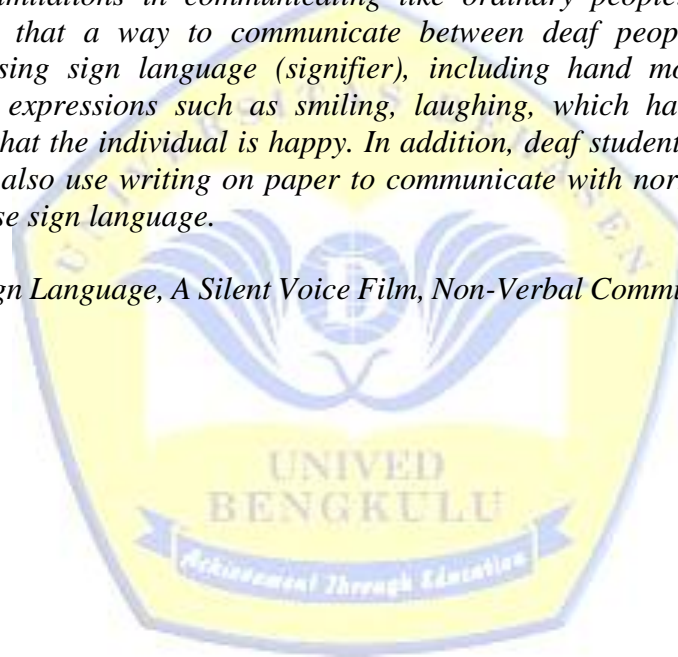 limitations in communicating like ordinary people.
that a way to communicate between deaf peop
sing sign language (signifier), including hand mo
expressions such as smiling, laughing, which ha
hat the individual is happy. In addition, deaf student
also use writing on paper to communicate with nor
se sign language.
gn Language, A Silent Voice Film, Non-Verbal Commu
UNIVERSITAS DEHASEN
UNIVED
BENGKULU
Achievement Through Education